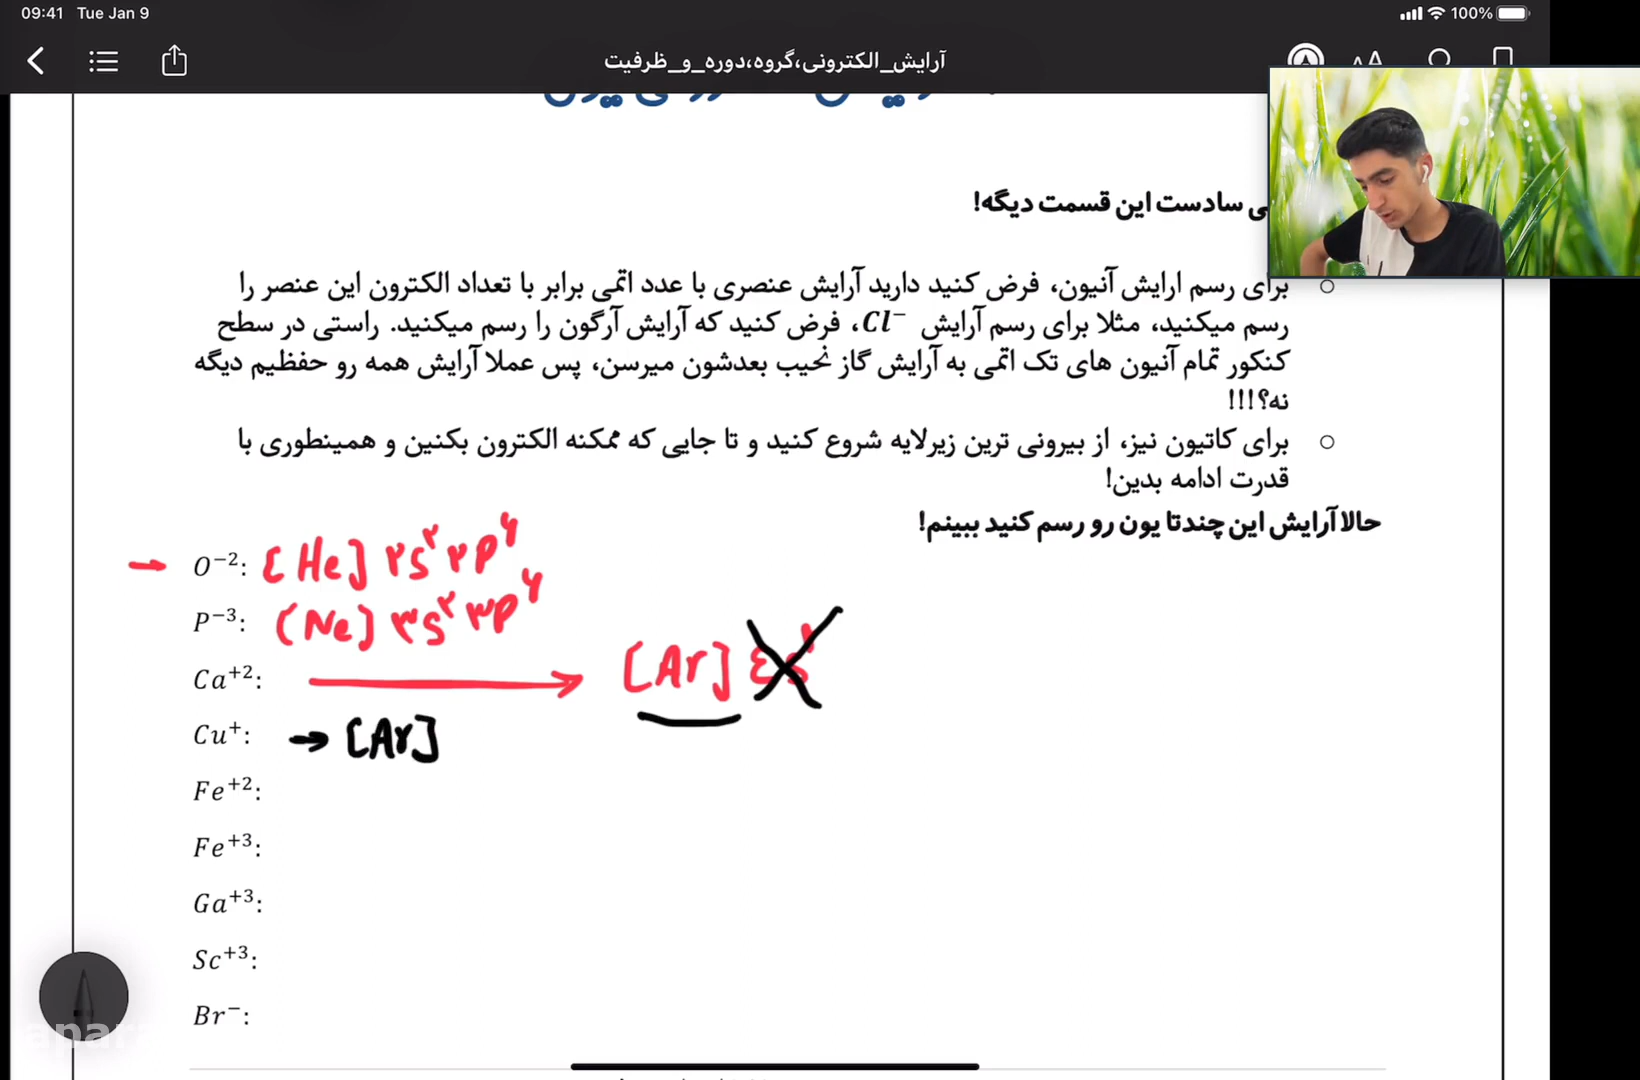 09:41 Tue Jan 9
100%
آرایش_الکترونی،گروه،دوره_و_ظرفیت
سادست این قسمت دیگه!
برای رسم ارایش آنیون، فرض کنید دارید آرایش عنصری با عدد اتمی برابر با تعداد الکترون این عنصر را
رسم میکنید، مثلا برای رسم آرایش Cl⁻، فرض کنید که آرایش آرگون را رسم میکنید. راستی در سطح
کنکور تمام آنیون های تک اتمی به آرایش گاز نحیب بعدشون میرسن، پس عملا آرایش همه رو حفظیم دیگه
نه؟!!!
برای کاتیون نیز، از بیرونی ترین زیرلایه شروع کنید و تا جایی که ممکنه الکترون بکنین و همینطوری با
قدرت ادامه بدین!
حالا آرایش این چندتا یون رو رسم کنید ببینم!
O⁻²: [He] ۲s² ۲p⁶
P⁻³: [Ne] ۳s² ۳p⁶
Ca⁺²: → [Ar]
Cu⁺: → [Ar]
Fe⁺²:
Fe⁺³:
Ga⁺³:
Sc⁺³:
Br⁻: